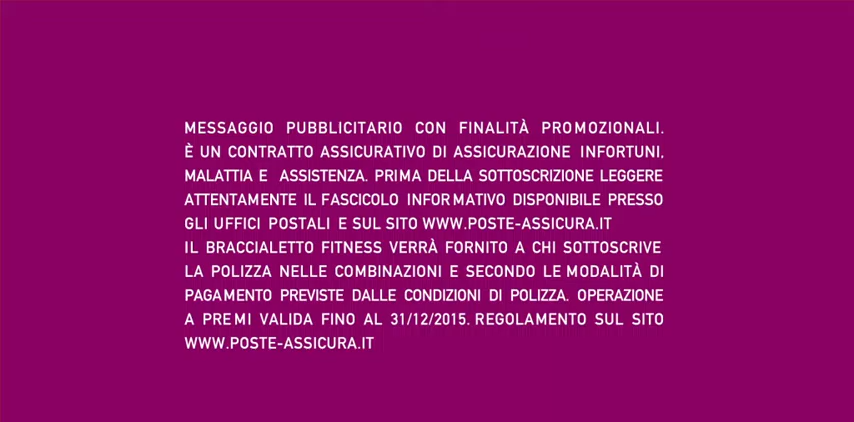 MESSAGGIO PUBBLICITARIO CON FINALITÀ PROMOZIONALI.
È UN CONTRATTO ASSICURATIVO DI ASSICURAZIONE INFORTUNI,
MALATTIA E ASSISTENZA. PRIMA DELLA SOTTOSCRIZIONE LEGGERE
ATTENTAMENTE IL FASCICOLO INFORMATIVO DISPONIBILE PRESSO
GLI UFFICI POSTALI E SUL SITO WWW.POSTE-ASSICURA.IT
IL BRACCIALETTO FITNESS VERRÀ FORNITO A CHI SOTTOSCRIVE
LA POLIZZA NELLE COMBINAZIONI E SECONDO LE MODALITÀ DI
PAGAMENTO PREVISTE DALLE CONDIZIONI DI POLIZZA. OPERAZIONE
A PREMI VALIDA FINO AL 31/12/2015. REGOLAMENTO SUL SITO
WWW.POSTE-ASSICURA.IT